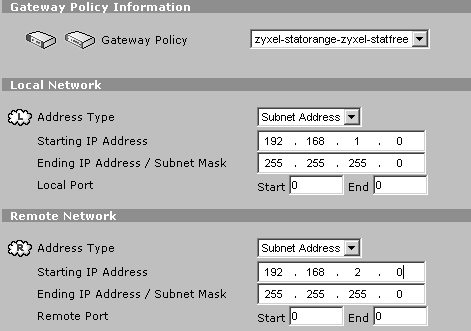 Gateway Policy Information
Gateway Policy zyxel-statorange-zyxel-statfree
Local Network
L Address Type Subnet Address
Starting IP Address 192 . 168 . 1 . 0
Ending IP Address / Subnet Mask 255 . 255 . 255 . 0
Local Port Start 0 End 0
Remote Network
R Address Type Subnet Address
Starting IP Address 192 . 168 . 2 . 0
Ending IP Address / Subnet Mask 255 . 255 . 255 . 0
Remote Port Start 0 End 0